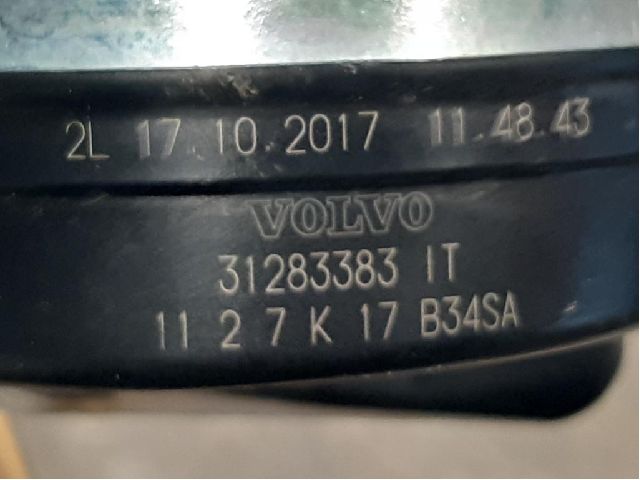 2L 17.10.2017 11.48.43
VOLVO
31283383 IT
11 2 7 K 17 B34SA